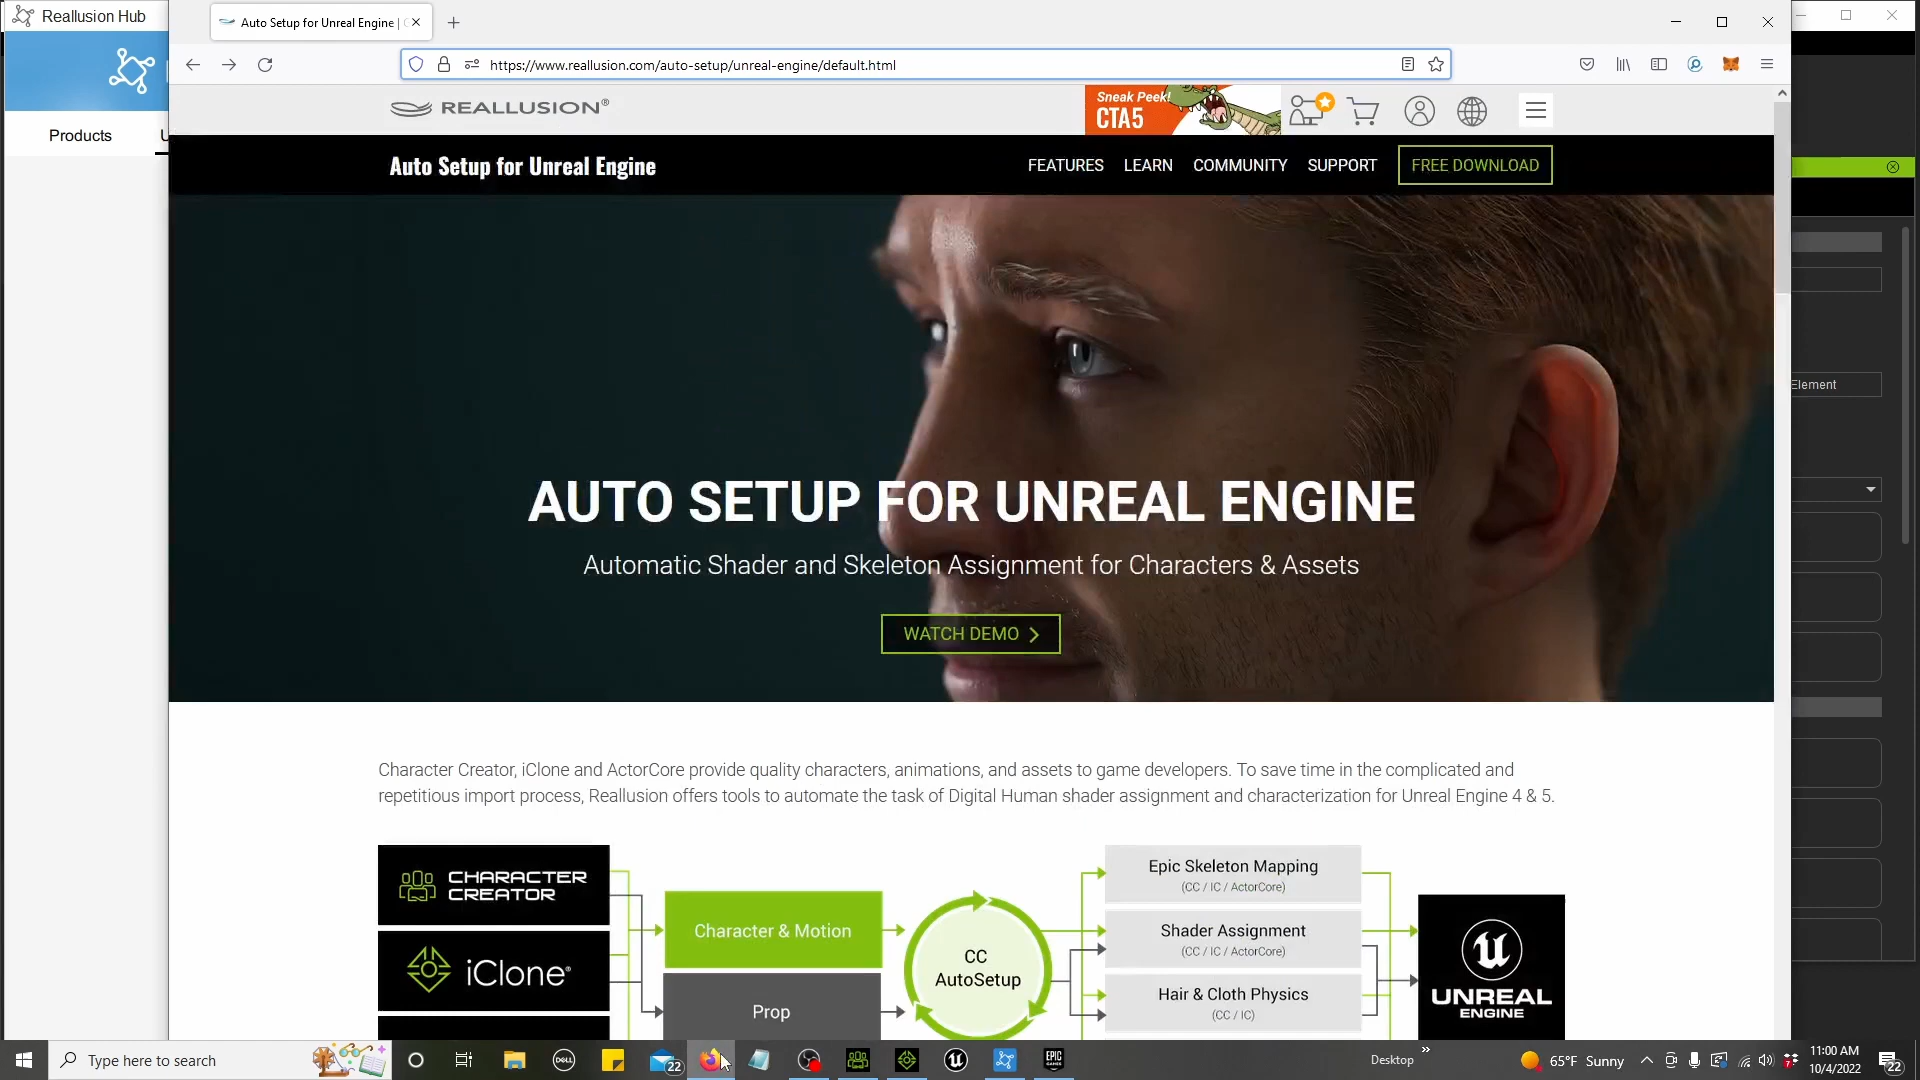 Reallusion Hub
Auto Setup for Unreal Engine |
https://www.reallusion.com/auto-setup/unreal-engine/default.html
REALLUSION®
Sneak Peek!
CTA5
Products
Auto Setup for Unreal Engine
FEATURES
LEARN
COMMUNITY
SUPPORT
FREE DOWNLOAD
Element
AUTO SETUP FOR UNREAL ENGINE
Automatic Shader and Skeleton Assignment for Characters & Assets
WATCH DEMO
Character Creator, iClone and ActorCore provide quality characters, animations, and assets to game developers. To save time in the complicated and
repetitious import process, Reallusion offers tools to automate the task of Digital Human shader assignment and characterization for Unreal Engine 4 & 5.
CHARACTER
CREATOR
iClone®
Character & Motion
Prop
CC
AutoSetup
Epic Skeleton Mapping
(CC / IC / ActorCore)
Shader Assignment
(CC / IC / ActorCore)
Hair & Cloth Physics
(CC / IC)
UNREAL
ENGINE
Type here to search
DELL
22
EPIC
GAMES
Desktop
65°F Sunny
11:00 AM
10/4/2022
22